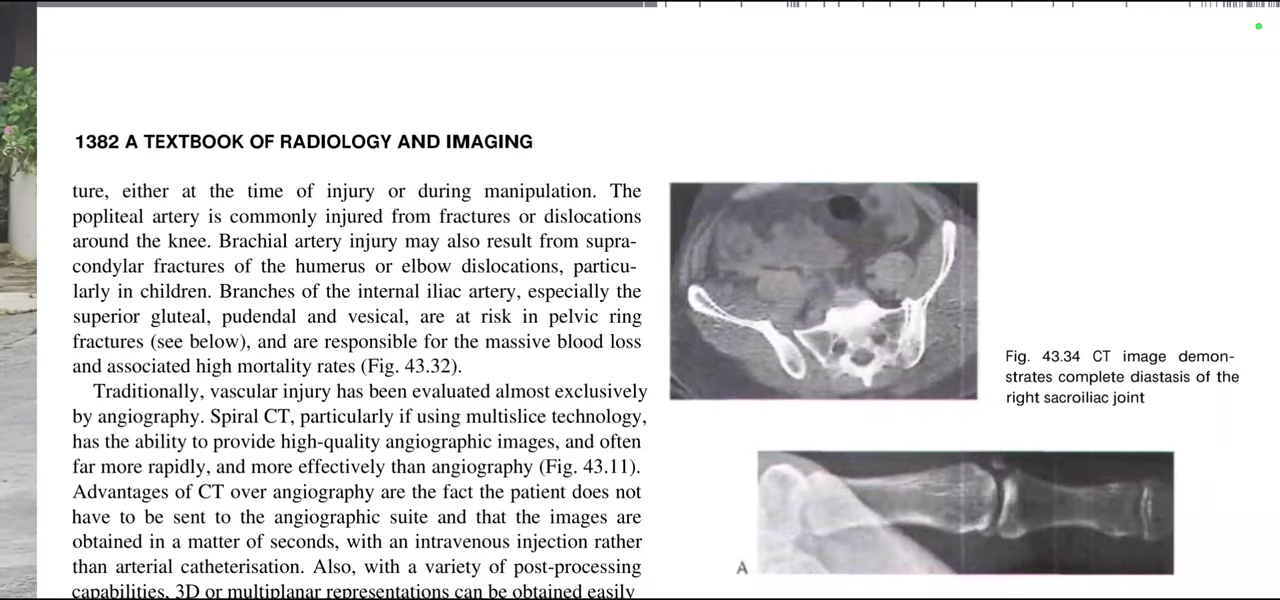 1382 A TEXTBOOK OF RADIOLOGY AND IMAGING
ture, either at the time of injury or during manipulation. The
popliteal artery is commonly injured from fractures or dislocations
around the knee. Brachial artery injury may also result from supra-
condylar fractures of the humerus or elbow dislocations, particu-
larly in children. Branches of the internal iliac artery, especially the
superior gluteal, pudendal and vesical, are at risk in pelvic ring
fractures (see below), and are responsible for the massive blood loss
and associated high mortality rates (Fig. 43.32).
Traditionally, vascular injury has been evaluated almost exclusively
by angiography. Spiral CT, particularly if using multislice technology,
has the ability to provide high-quality angiographic images, and often
far more rapidly, and more effectively than angiography (Fig. 43.11).
Advantages of CT over angiography are the fact the patient does not
have to be sent to the angiographic suite and that the images are
obtained in a matter of seconds, with an intravenous injection rather
than arterial catheterisation. Also, with a variety of post-processing
capabilities, 3D or multiplanar representations can be obtained easily
Fig. 43.34 CT image demon-
strates complete diastasis of the
right sacroiliac joint
A